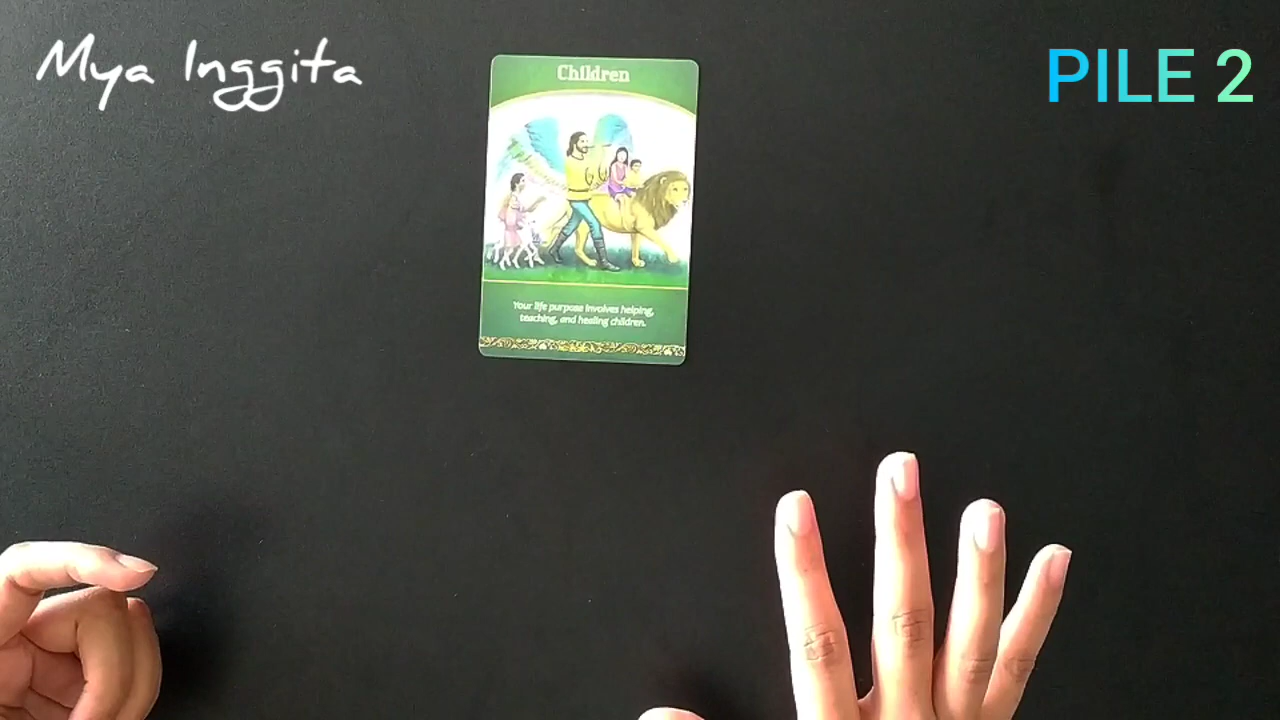 Mya Inggita
PILE 2
Children
Your life purpose involves helping,
teaching, and healing children.